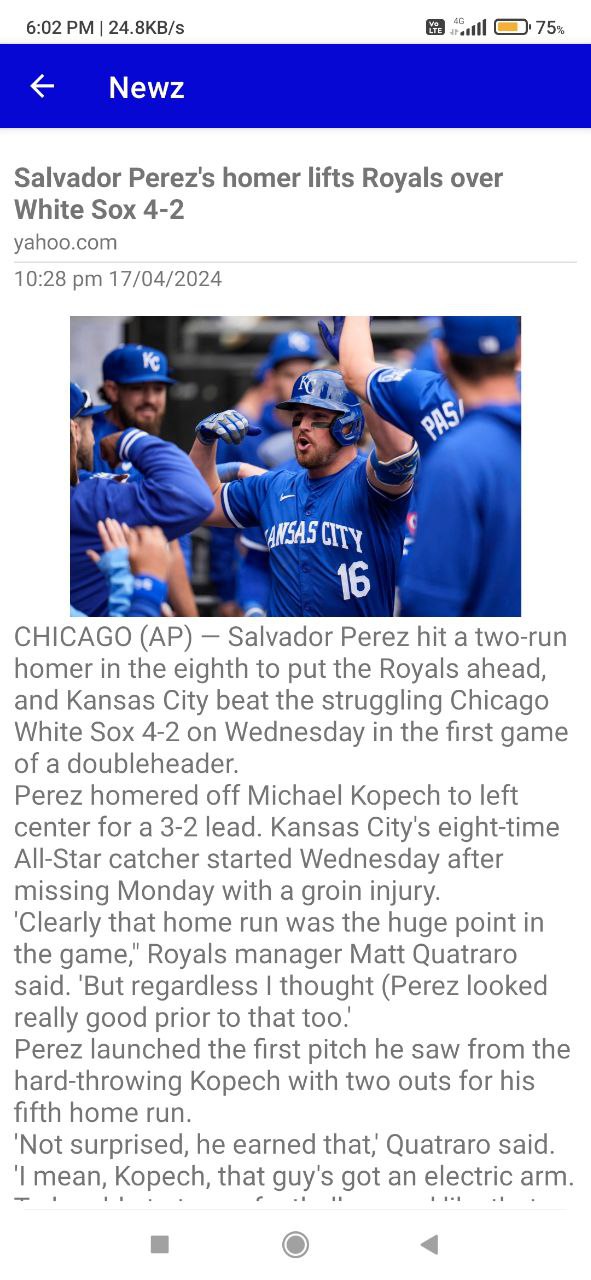 6:02 PM | 24.8KB/s
Vo LTE
4G
75%
Newz
Salvador Perez's homer lifts Royals over
White Sox 4-2
yahoo.com
10:28 pm 17/04/2024
KC
KC
PAS
KANSAS CITY
16
CHICAGO (AP) — Salvador Perez hit a two-run
homer in the eighth to put the Royals ahead,
and Kansas City beat the struggling Chicago
White Sox 4-2 on Wednesday in the first game
of a doubleheader.
Perez homered off Michael Kopech to left
center for a 3-2 lead. Kansas City's eight-time
All-Star catcher started Wednesday after
missing Monday with a groin injury.
'Clearly that home run was the huge point in
the game," Royals manager Matt Quatraro
said. 'But regardless I thought (Perez looked
really good prior to that too.'
Perez launched the first pitch he saw from the
hard-throwing Kopech with two outs for his
fifth home run.
'Not surprised, he earned that,' Quatraro said.
'I mean, Kopech, that guy's got an electric arm.